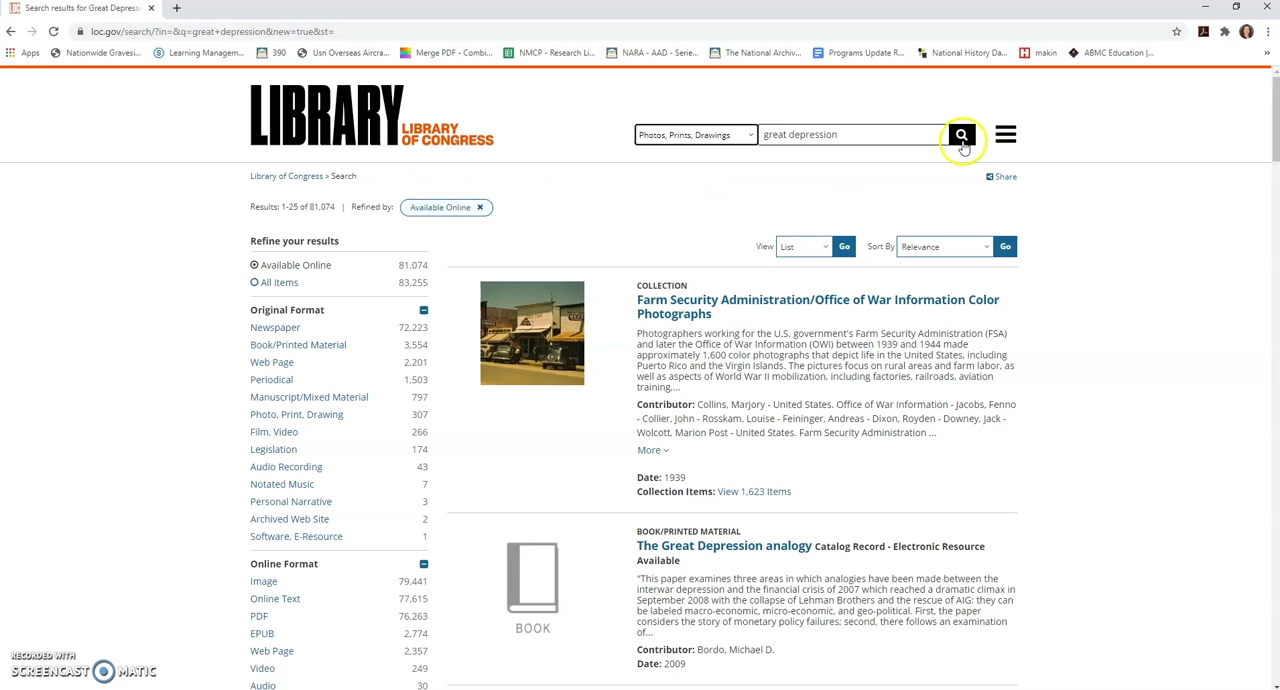 Search results for Great Depressi
loc.gov/search/?in=&q=great+depression&new=true&st=
Apps Nationwide Gravesi... Learning Managem... 390 Usn Overseas Aircra... Merge PDF - Combi... NMCP - Research Li... NARA - AAD - Serie... The National Archiv... Programs Update R... National History Da... makin ABMC Education |...
LIBRARY
LIBRARY
OF CONGRESS
Photos, Prints, Drawings great depression
Library of Congress » Search
Share
Results: 1-25 of 81,074 | Refined by: Available Online
Refine your results
View List Go Sort By Relevance Go
Available Online 81,074
All Items 83,255
Original Format
Newspaper 72,223
Book/Printed Material 3,554
Web Page 2,201
Periodical 1,503
Manuscript/Mixed Material 797
Photo, Print, Drawing 307
Film, Video 266
Legislation 174
Audio Recording 43
Notated Music 7
Personal Narrative 3
Archived Web Site 2
Software, E-Resource 1
Online Format
Image 79,441
Online Text 77,615
PDF 76,263
EPUB 2,774
Web Page 2,357
Video 249
Audio 30
COLLECTION
Farm Security Administration/Office of War Information Color
Photographs
Photographers working for the U.S. government's Farm Security Administration (FSA)
and later the Office of War Information (OWI) between 1939 and 1944 made
approximately 1,600 color photographs that depict life in the United States, including
Puerto Rico and the Virgin Islands. The pictures focus on rural areas and farm labor, as
well as aspects of World War II mobilization, including factories, railroads, aviation
training,...
Contributor: Collins, Marjory - United States. Office of War Information - Jacobs, Fenno
- Collier, John - Rosskam, Louise - Feininger, Andreas - Dixon, Royden - Downey, Jack -
Wolcott, Marion Post - United States. Farm Security Administration ...
More
Date: 1939
Collection Items: View 1,623 Items
BOOK
BOOK/PRINTED MATERIAL
The Great Depression analogy Catalog Record - Electronic Resource
Available
"This paper examines three areas in which analogies have been made between the
interwar depression and the financial crisis of 2007 which reached a dramatic climax in
September 2008 with the collapse of Lehman Brothers and the rescue of AIG: they can
be labeled macro-economic, micro-economic, and geo-political. First, the paper
considers the story of monetary policy failures; second, there follows an examination
of...
Contributor: Bordo, Michael D.
Date: 2009
RECORDED WITH
SCREENCAST MATIC